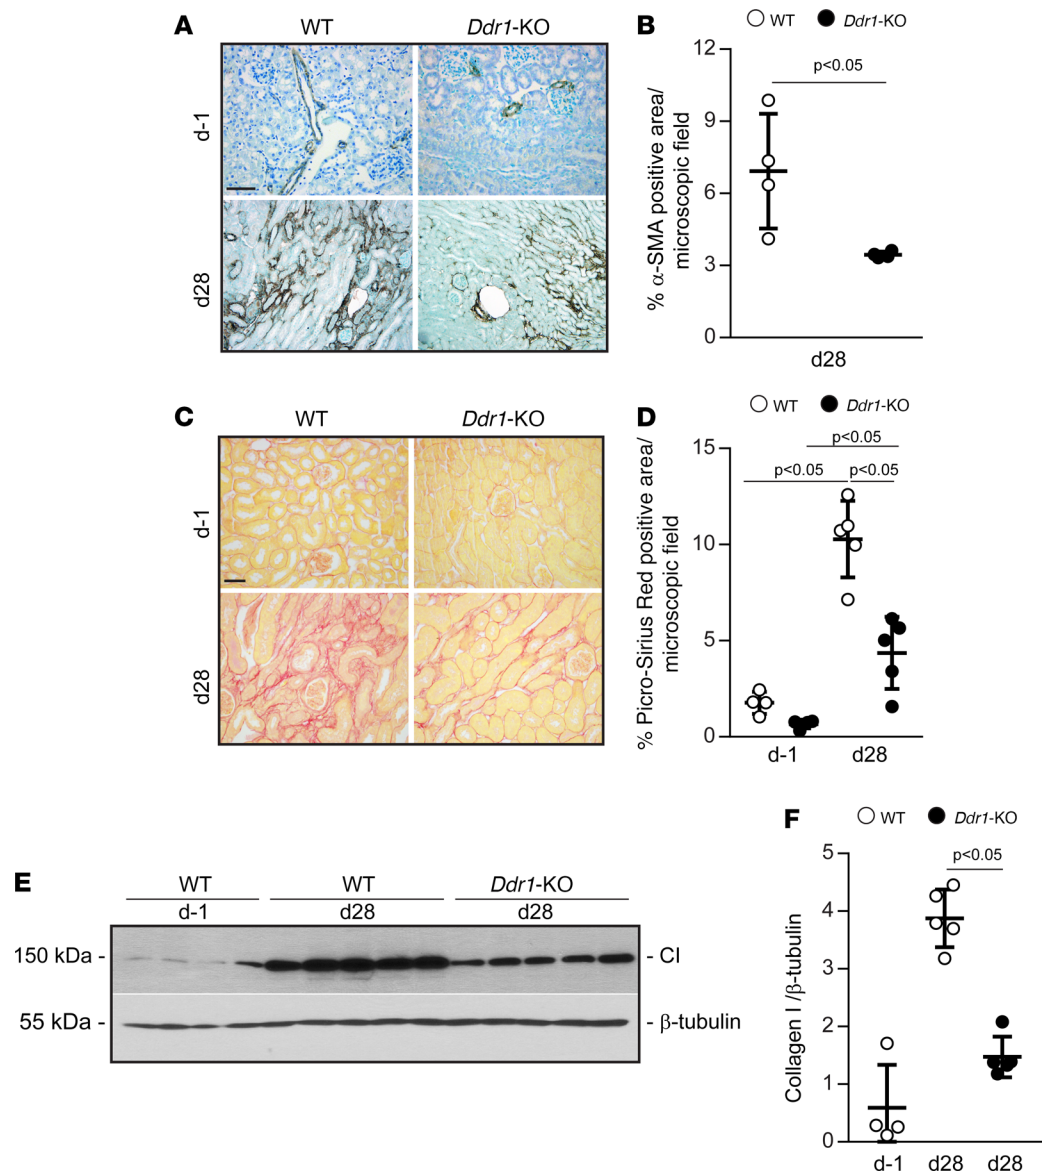 A
WT
Ddr1-KO
d-1
d28
B
WT
Ddr1-KO
p<0.05
12
9
6
3
0
% α-SMA positive area/
microscopic field
d28
C
WT
Ddr1-KO
d-1
d28
D
WT
Ddr1-KO
p<0.05
p<0.05
p<0.05
15
10
5
0
% Picro-Sirius Red positive area/
microscopic field
d-1
d28
E
WT
WT
Ddr1-KO
d-1
d28
d28
150 kDa -
- CI
55 kDa -
- β-tubulin
F
WT
Ddr1-KO
p<0.05
5
4
3
2
1
0
Collagen I /β-tubulin
d-1
d28
d28